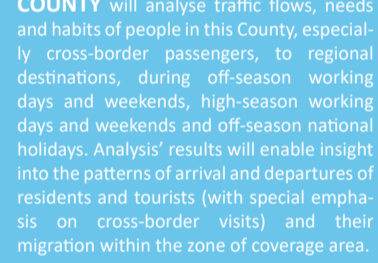 COUNTY will analyse traffic flows, needs
and habits of people in this County, especial-
ly cross-border passengers, to regional
destinations, during off-season working
days and weekends, high-season working
days and weekends and off-season national
holidays. Analysis’ results will enable insight
into the patterns of arrival and departures of
residents and tourists (with special empha-
sis on cross-border visits) and their
migration within the zone of coverage area.